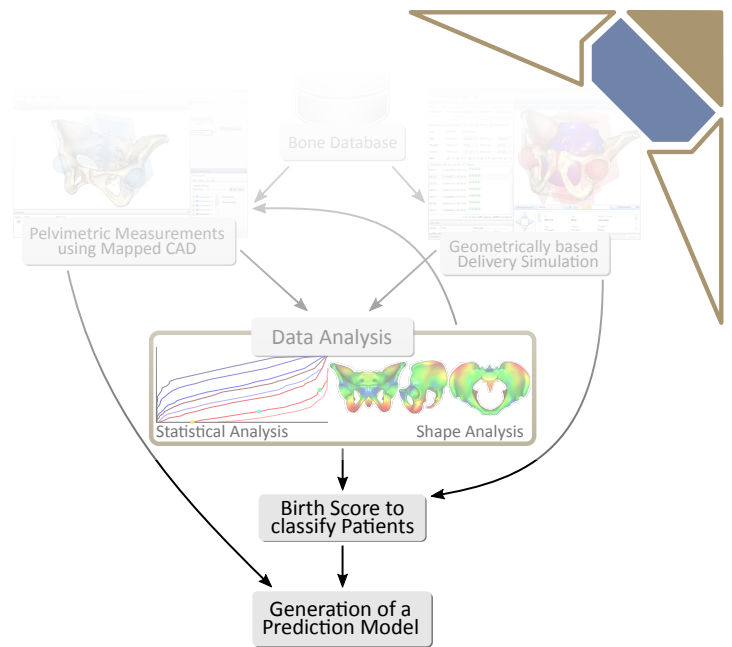 Bone Database
Pelvimetric Measurements
using Mapped CAD
Geometrically based
Delivery Simulation
Data Analysis
Statistical Analysis
Shape Analysis
Birth Score to
classify Patients
Generation of a
Prediction Model